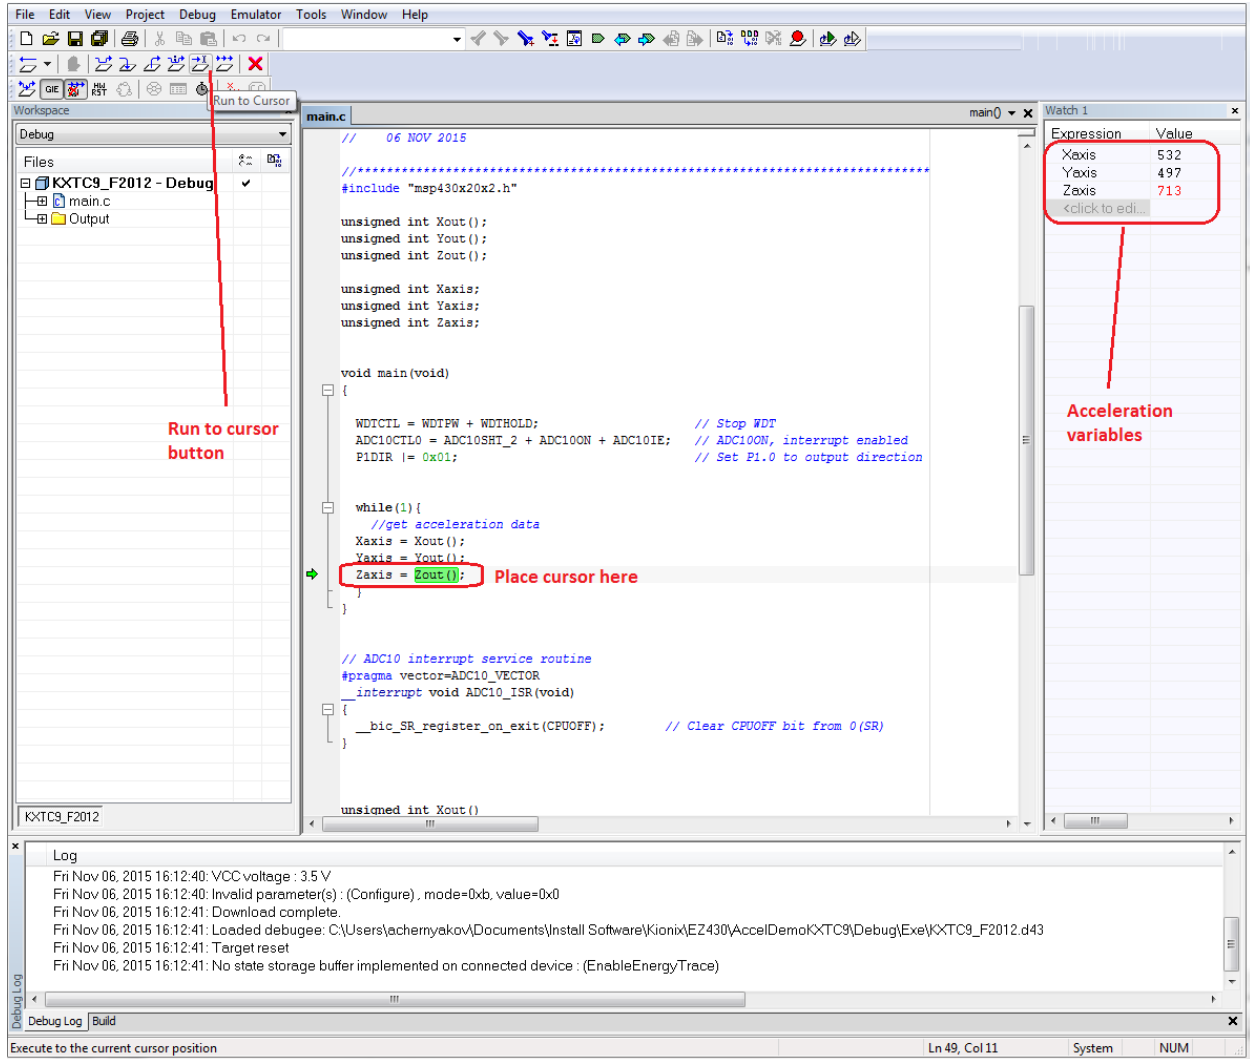 File Edit View Project Debug Emulator Tools Window Help
GIE
RST
Run to Cursor
Workspace
Debug
Files
KXTC9_F2012 - Debug
main.c
Output
KXTC9_F2012
Run to cursor
button
main.c
main()
// 06 NOV 2015
//******************************************************************************
#include "msp430x20x2.h"
unsigned int Xout();
unsigned int Yout();
unsigned int Zout();
unsigned int Xaxis;
unsigned int Yaxis;
unsigned int Zaxis;
void main(void)
{
WDTCTL = WDTPW + WDTHOLD; // Stop WDT
ADC10CTL0 = ADC10SHT_2 + ADC10ON + ADC10IE; // ADC10ON, interrupt enabled
P1DIR |= 0x01; // Set P1.0 to output direction
while(1){
//get acceleration data
Xaxis = Xout();
Yaxis = Yout();
Zaxis = Zout();
Place cursor here
}
}
// ADC10 interrupt service routine
#pragma vector=ADC10_VECTOR
__interrupt void ADC10_ISR(void)
{
__bic_SR_register_on_exit(CPUOFF); // Clear CPUOFF bit from 0(SR)
}
unsigned int Xout()
Watch 1
Expression Value
Xaxis 532
Yaxis 497
Zaxis 713
<click to edi...
Acceleration
variables
Log
Fri Nov 06, 2015 16:12:40: VCC voltage : 3.5 V
Fri Nov 06, 2015 16:12:40: Invalid parameter(s) : (Configure) , mode=0xb, value=0x0
Fri Nov 06, 2015 16:12:41: Download complete.
Fri Nov 06, 2015 16:12:41: Loaded debugee: C:\Users\achernyakov\Documents\Install Software\Kionix\EZ430\AccelDemoKXTC9\Debug\Exe\KXTC9_F2012.d43
Fri Nov 06, 2015 16:12:41: Target reset
Fri Nov 06, 2015 16:12:41: No state storage buffer implemented on connected device : (EnableEnergyTrace)
Debug Log
Debug Log Build
Execute to the current cursor position
Ln 49, Col 11
System
NUM